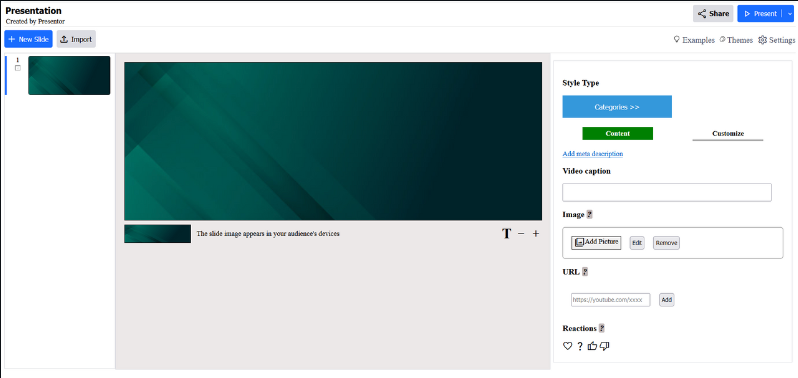 Presentation
Created by Presentor
Share
Present
+ New Slide
Import
Examples
Themes
Settings
1
Style Type
Categories >>
Content
Customize
Add meta description
Video caption
Image ?
Add Picture
Edit
Remove
The slide image appears in your audience's devices
T − +
URL ?
https://youtube.com/xxxx
Add
Reactions ?
?